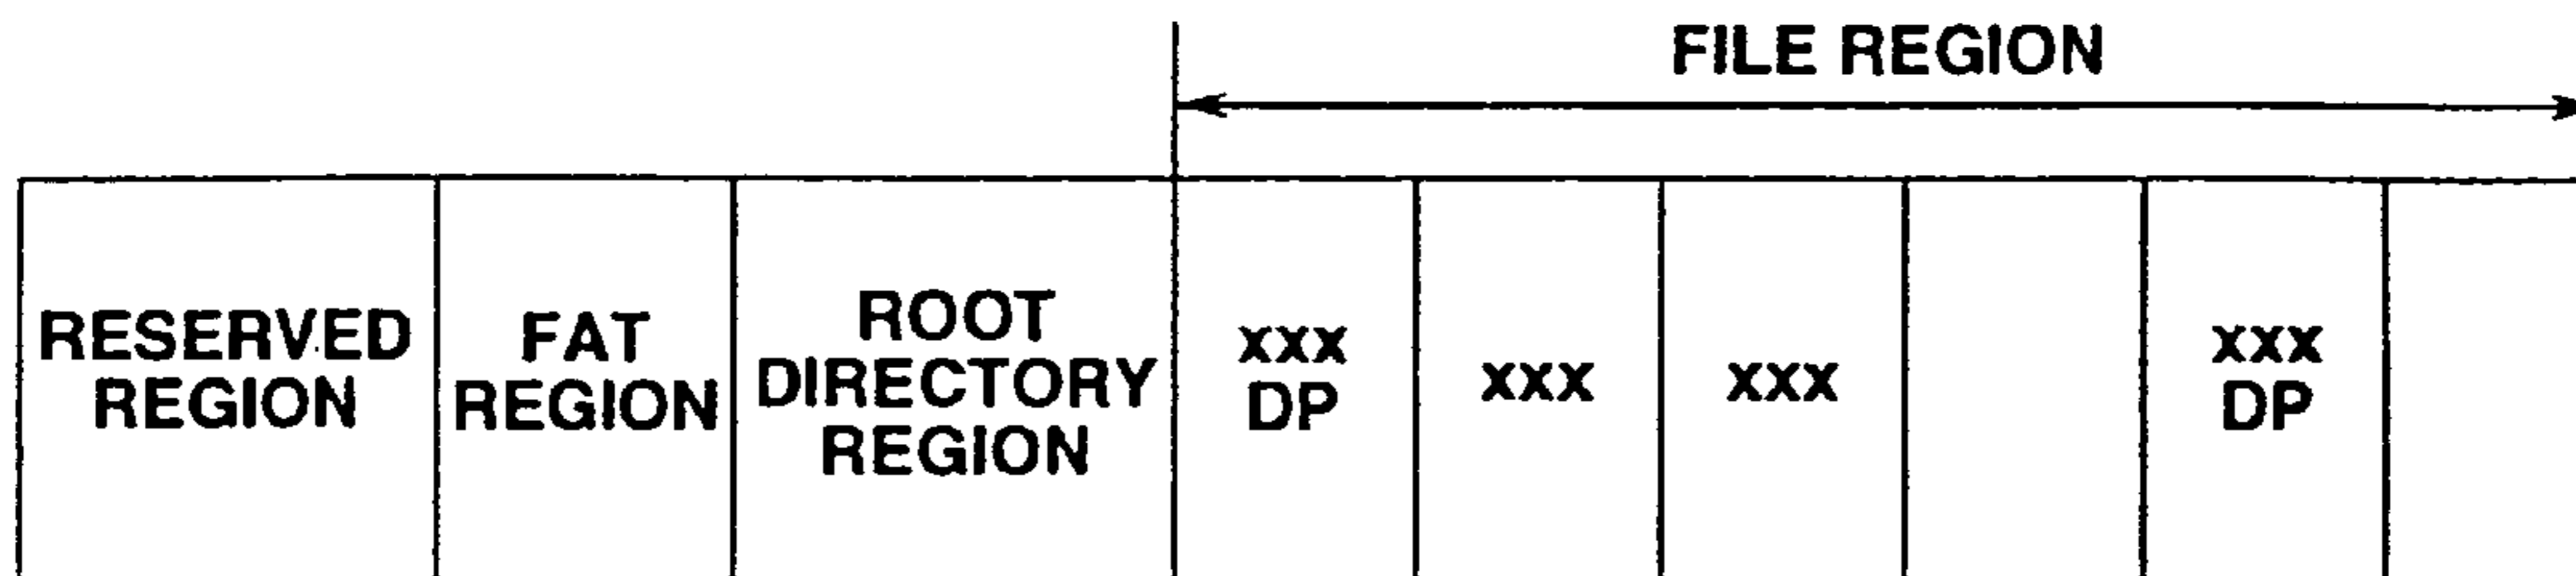 FILE REGION
RESERVED
REGION
FAT
REGION
ROOT
DIRECTORY
REGION
xxx
DP
xxx
xxx
xxx
DP